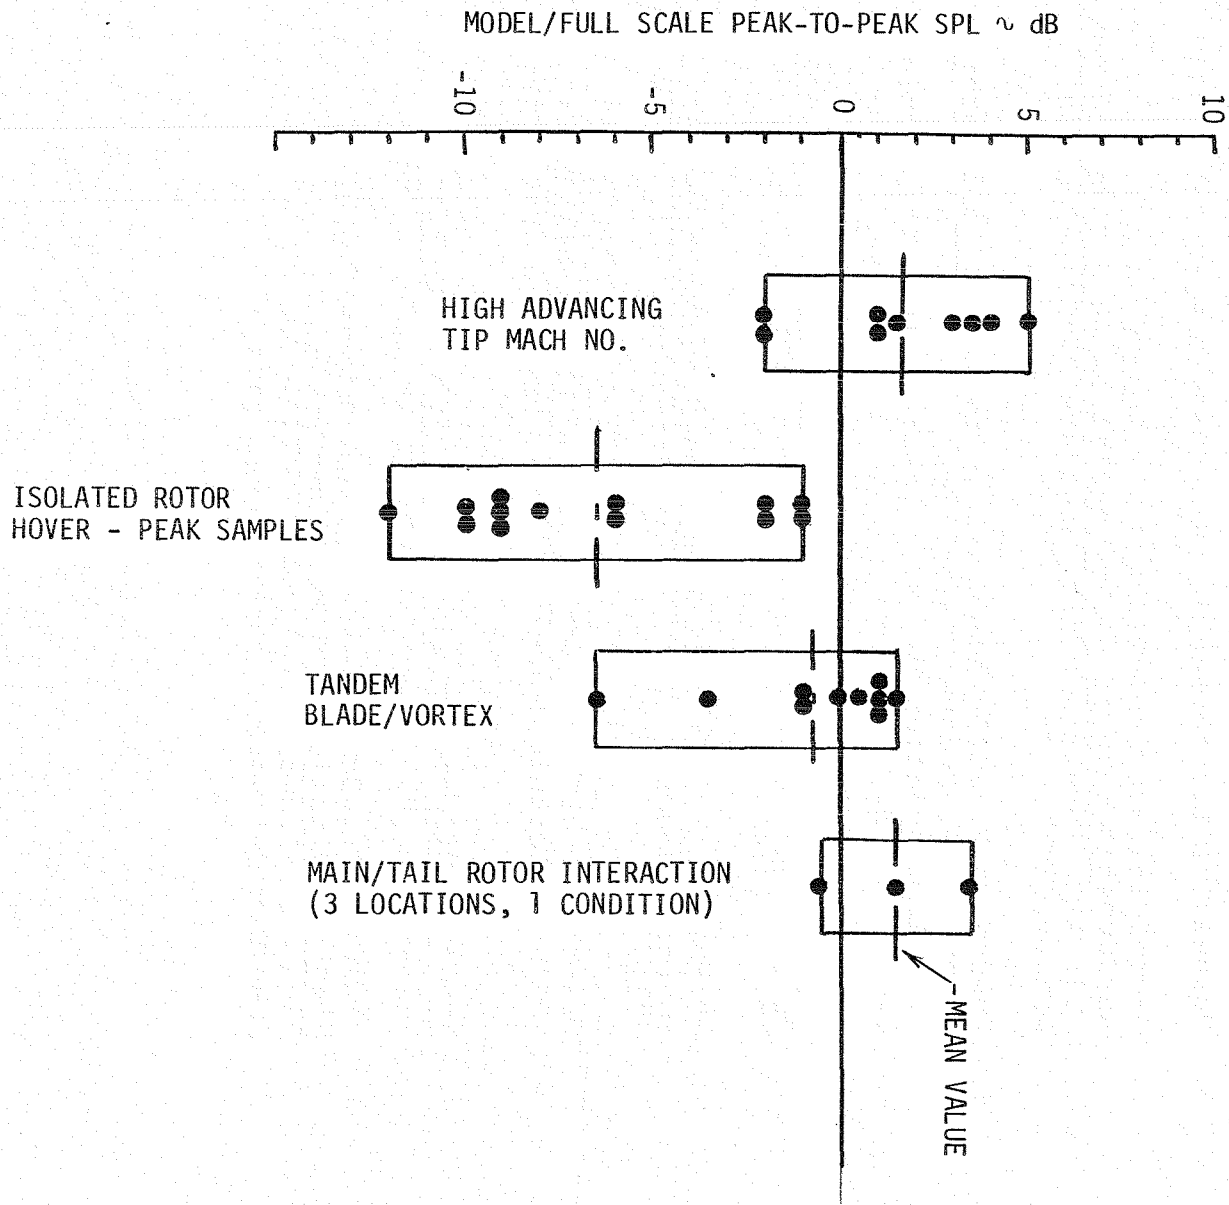 MODEL/FULL SCALE PEAK-TO-PEAK SPL ~ dB
-10
-5
0
5
10
HIGH ADVANCING
TIP MACH NO.
ISOLATED ROTOR
HOVER - PEAK SAMPLES
TANDEM
BLADE/VORTEX
MAIN/TAIL ROTOR INTERACTION
(3 LOCATIONS, 1 CONDITION)
-MEAN VALUE